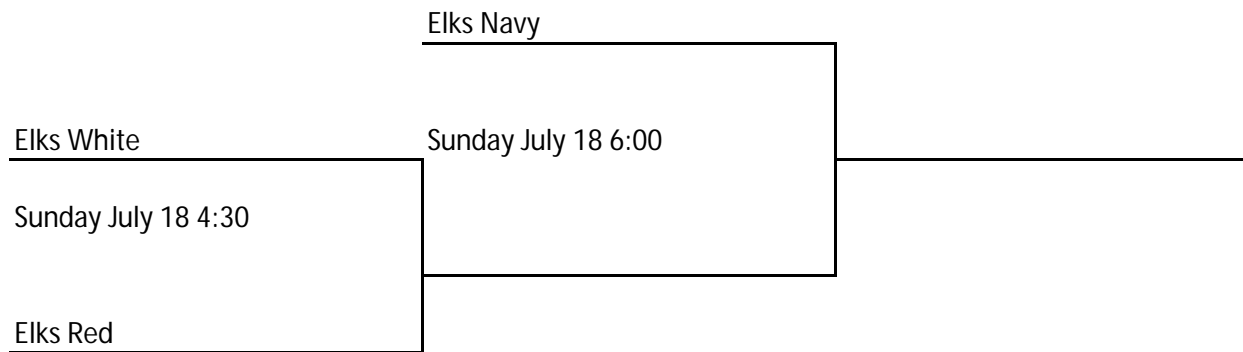 Elks Navy
Elks White
Sunday July 18 6:00
Sunday July 18 4:30
Elks Red